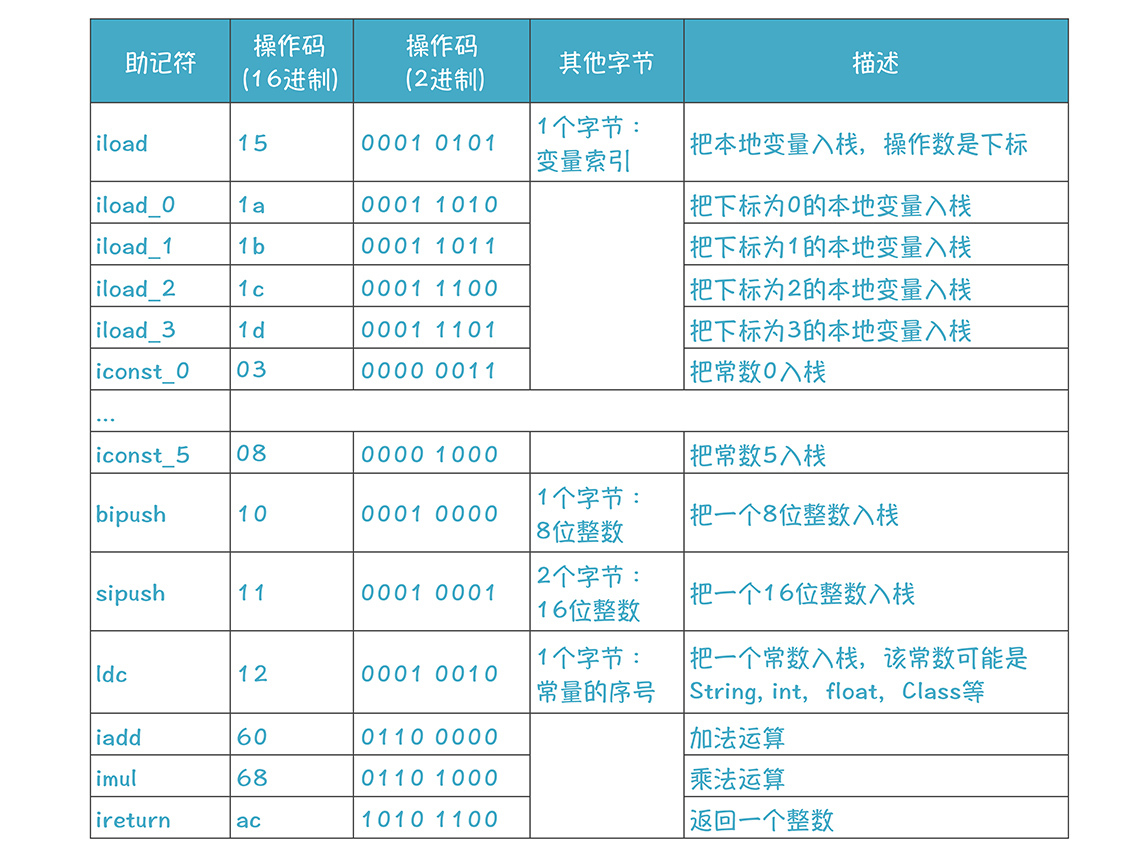 助记符 操作码 (16进制) 操作码 (2进制) 其他字节 描述
iload 15 0001 0101 1个字节：变量索引 把本地变量入栈，操作数是下标
iload_0 1a 0001 1010 把下标为0的本地变量入栈
iload_1 1b 0001 1011 把下标为1的本地变量入栈
iload_2 1c 0001 1100 把下标为2的本地变量入栈
iload_3 1d 0001 1101 把下标为3的本地变量入栈
iconst_0 03 0000 0011 把常数0入栈
...
iconst_5 08 0000 1000 把常数5入栈
bipush 10 0001 0000 1个字节：8位整数 把一个8位整数入栈
sipush 11 0001 0001 2个字节：16位整数 把一个16位整数入栈
ldc 12 0001 0010 1个字节：常量的序号 把一个常数入栈，该常数可能是String, int，float，Class等
iadd 60 0110 0000 加法运算
imul 68 0110 1000 乘法运算
ireturn ac 1010 1100 返回一个整数